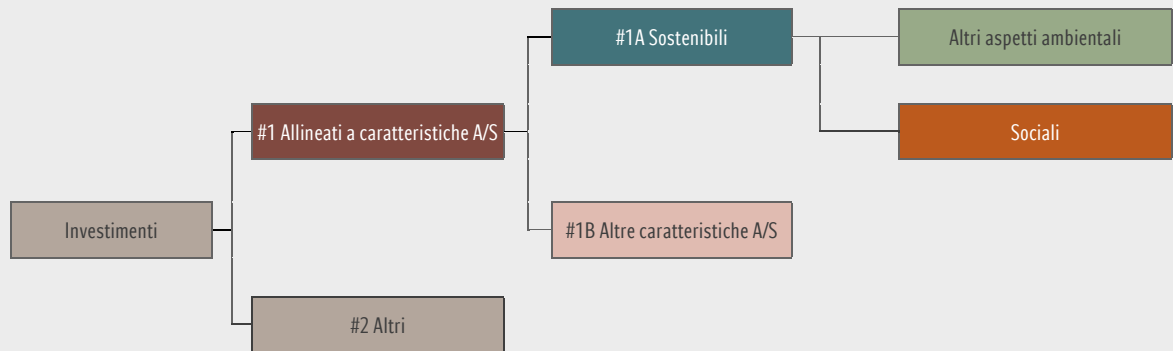 #1A Sostenibili
Altri aspetti ambientali
#1 Allineati a caratteristiche A/S
Sociali
Investimenti
#1B Altre caratteristiche A/S
#2 Altri